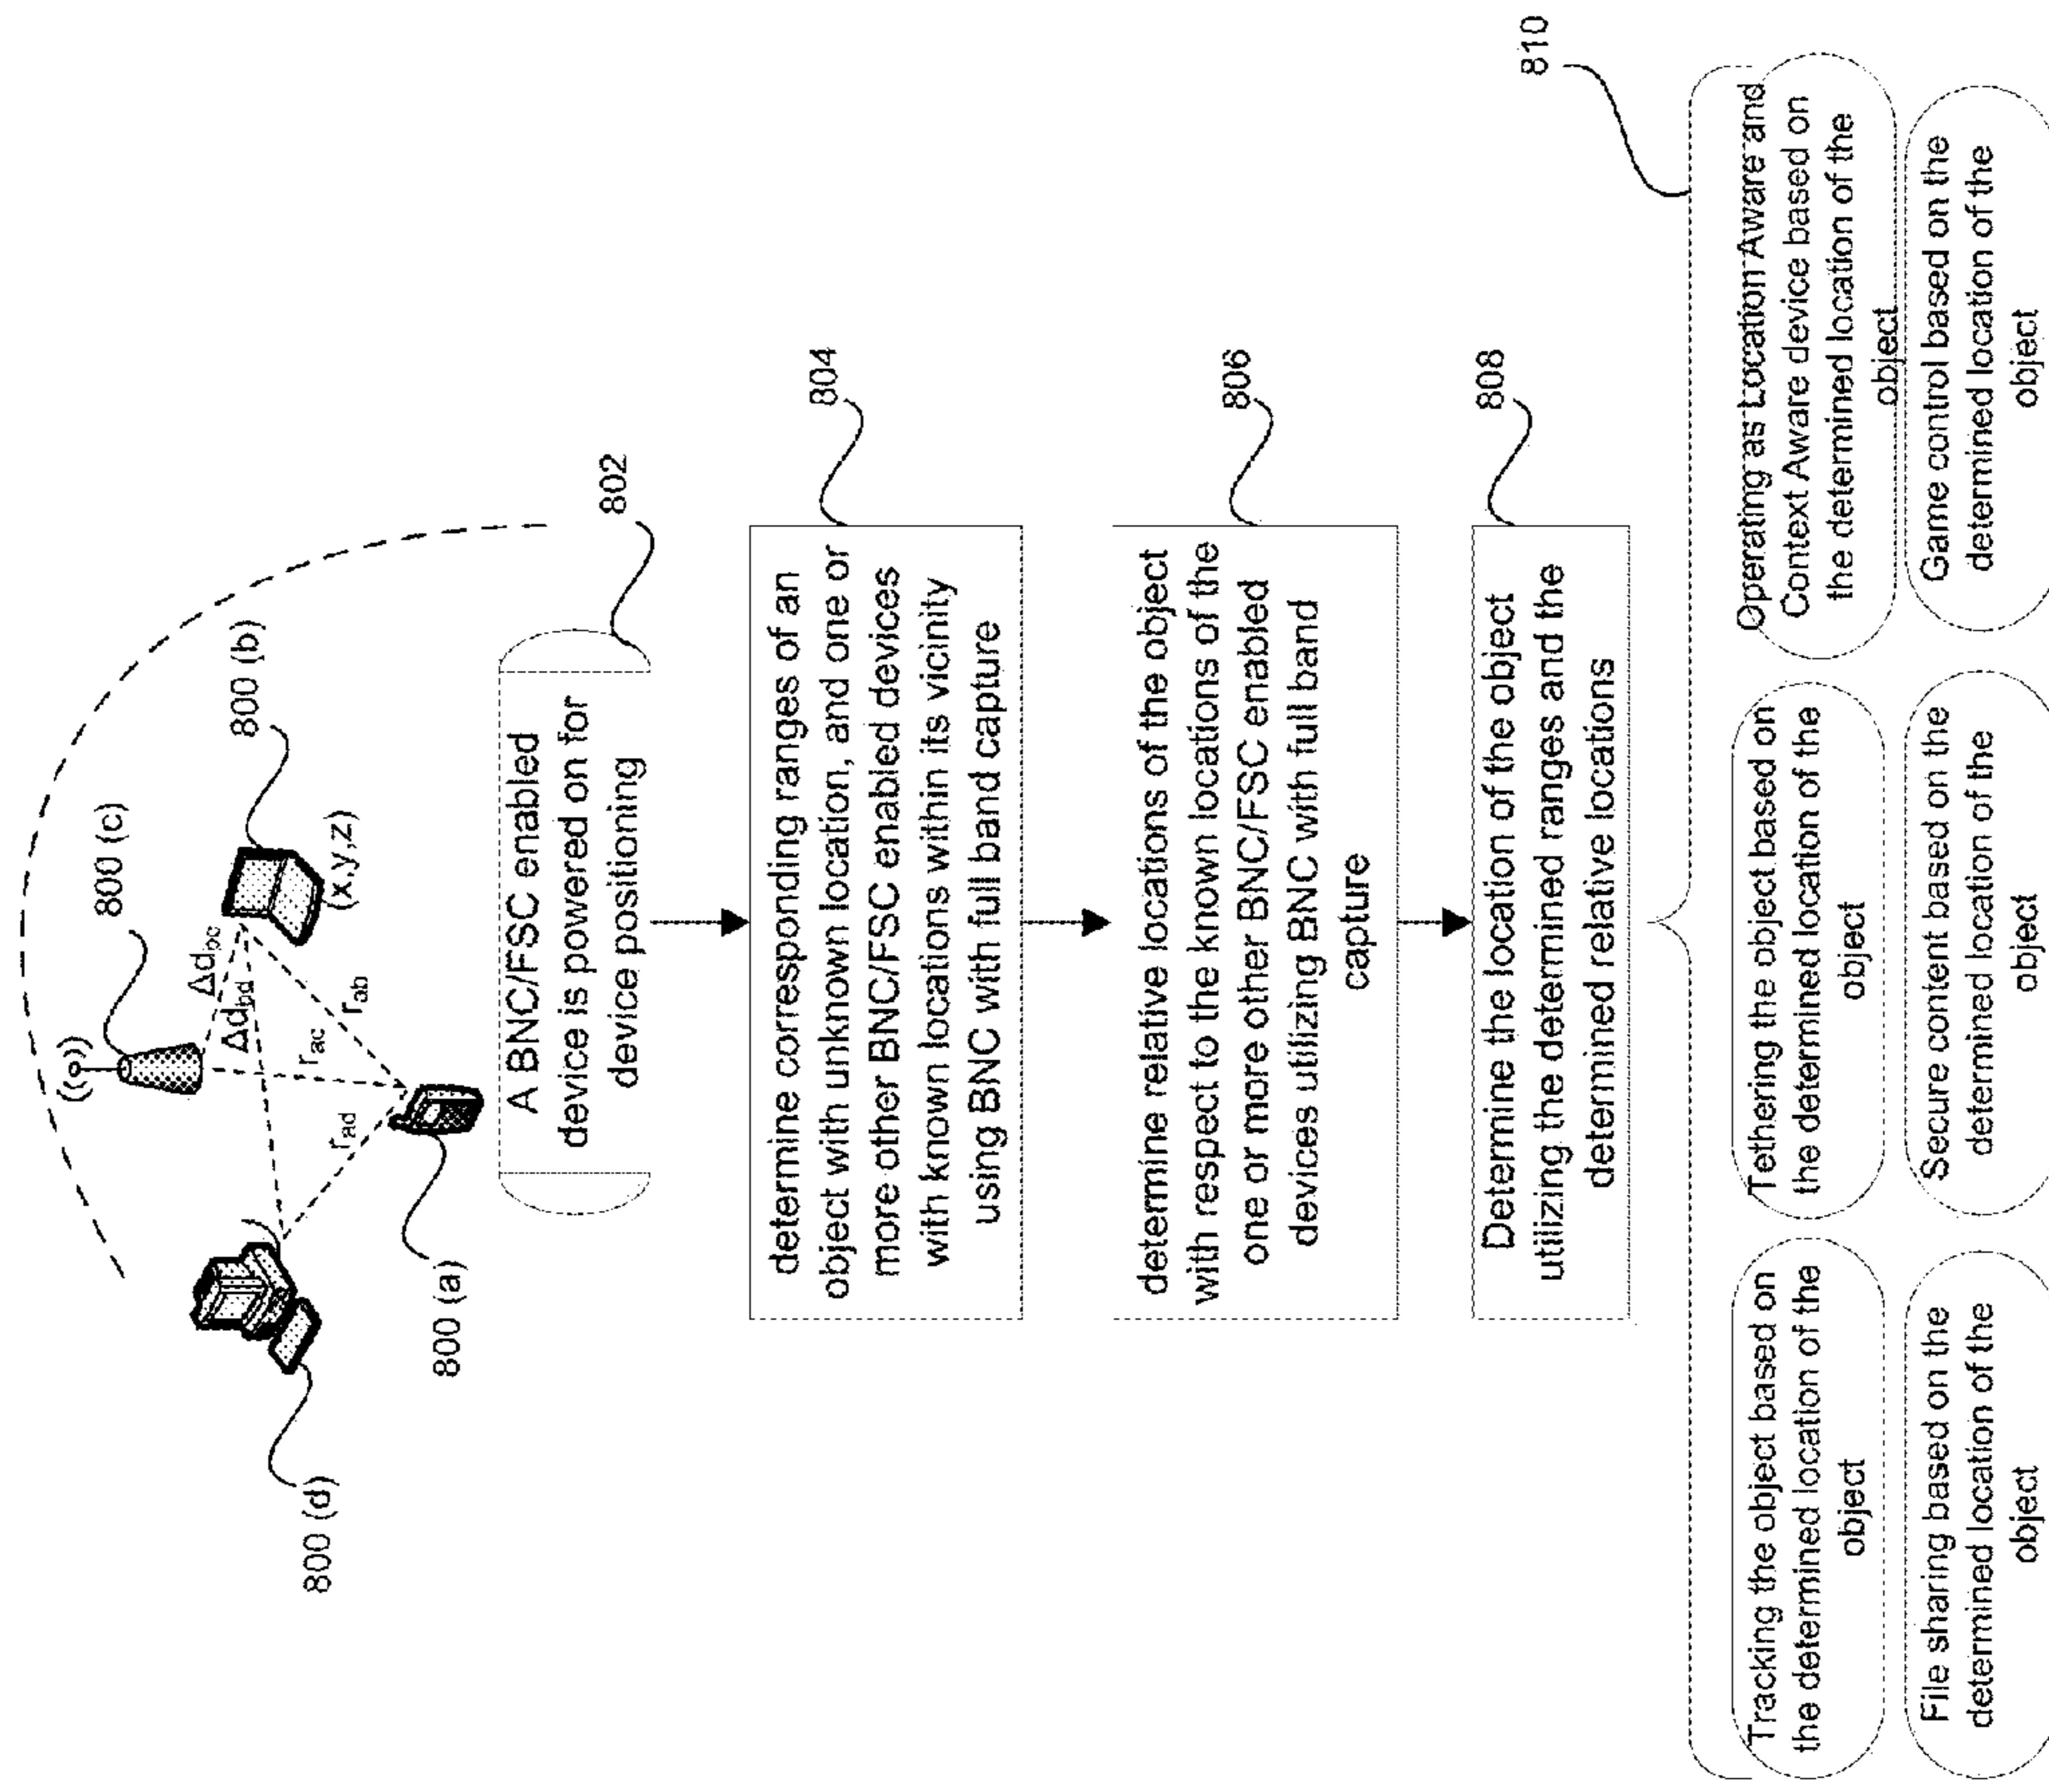 800 (c)
800 (b)
Δd_bc
Δd_bd
(x,y,z)
r_ac
r_ab
r_ad
800 (d)
800 (a)
802
A BNC/FSC enabled
device is powered on for
device positioning
804
determine corresponding ranges of an
object with unknown location, and one or
more other BNC/FSC enabled devices
with known locations within its vicinity
using BNC with full band capture
806
determine relative locations of the object
with respect to the known locations of the
one or more other BNC/FSC enabled
devices utilizing BNC with full band
capture
808
Determine the location of the object
utilizing the determined ranges and the
determined relative locations
810
Tracking the object based on
the determined location of the
object
Tethering the object based on
the determined location of the
object
Operating as Location Aware and
Context Aware device based on
the determined location of the
object
File sharing based on the
determined location of the
object
Secure content based on the
determined location of the
object
Game control based on the
determined location of the
object